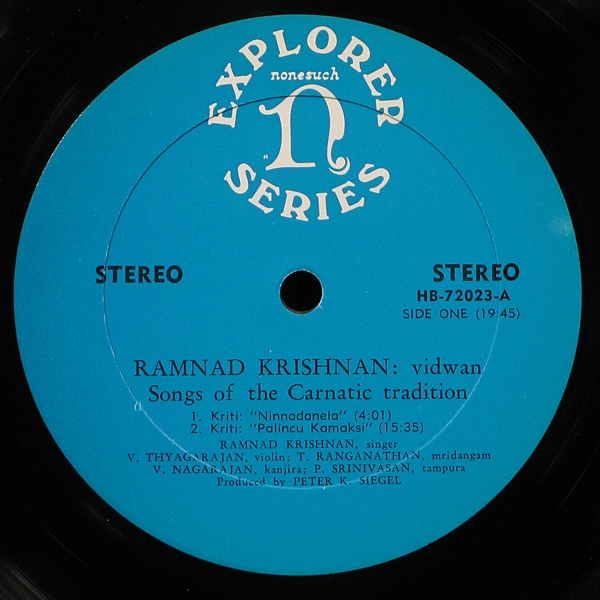 EXPLORER
nonesuch
n
SERIES
STEREO
STEREO
HB-72023-A
SIDE ONE (19:45)
RAMNAD KRISHNAN: vidwan
Songs of the Carnatic tradition
1. Kriti: "Ninnadanela" (4:01)
2. Kriti: "Palincu Kamaksi" (15:35)
RAMNAD KRISHNAN, singer
V. THYAGARAJAN, violin; T. RANGANATHAN, mridangam
V. NAGARAJAN, kanjira; P. SRINIVASAN, tampura
Produced by PETER K. SIEGEL